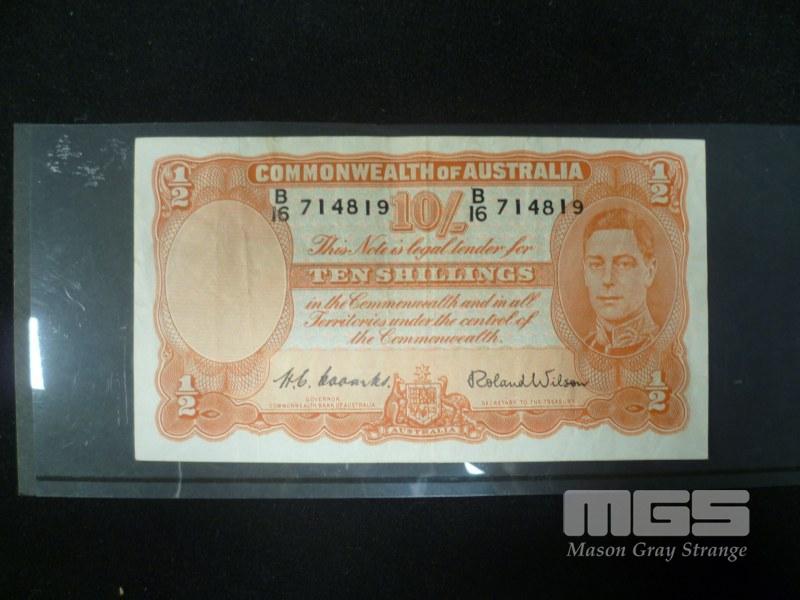 COMMONWEALTH OF AUSTRALIA
1/2 1/2
B/16 714819 10/- B/16 714819
This Note is legal tender for
TEN SHILLINGS
in the Commonwealth and in all
Territories under the control of
the Commonwealth.
H.C. Coombs. Roland Wilson
GOVERNOR SECRETARY TO THE TREASURY
COMMONWEALTH BANK OF AUSTRALIA
1/2 1/2
AUSTRALIA
MGS
Mason Gray Strange